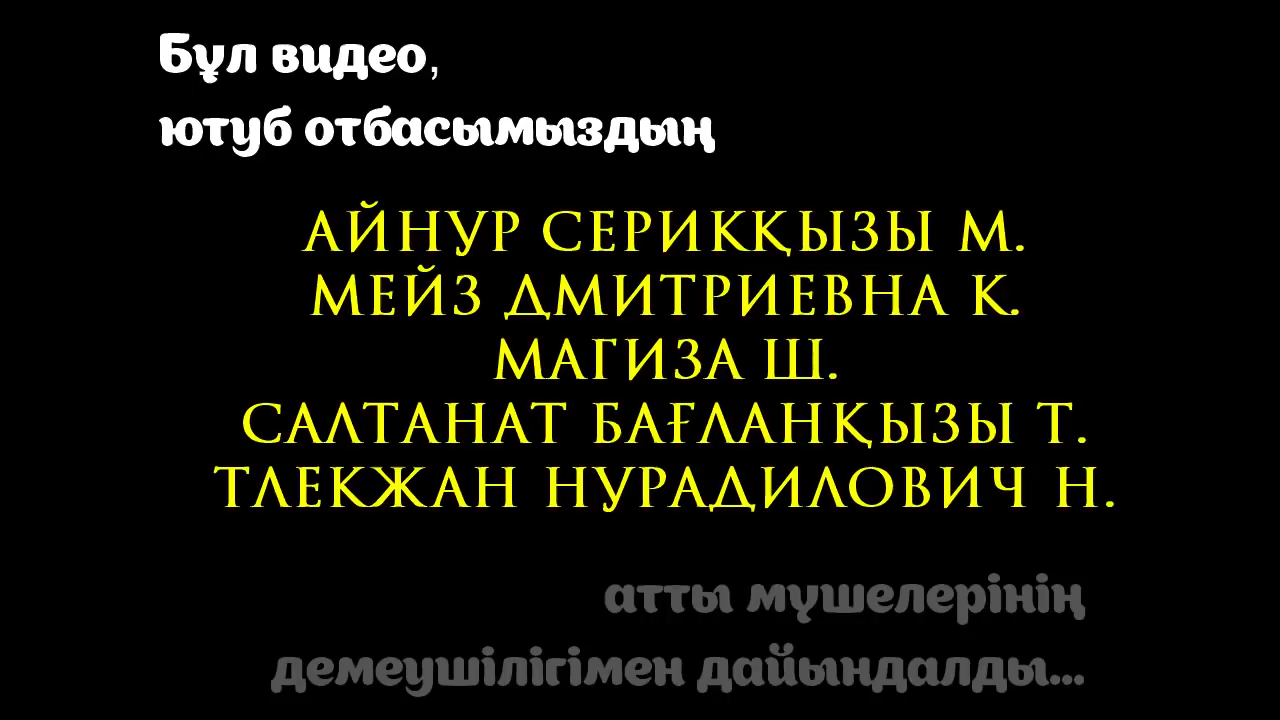 Бұл видео,
ютуб отбасымыздың
АЙНУР СЕРИКҚЫЗЫ М.
МЕЙЗ ДМИТРИЕВНА К.
МАГИЗА Ш.
САЛТАНАТ БАҒЛАНҚЫЗЫ Т.
ТЛЕКЖАН НУРАДИЛОВИЧ Н.
атты мүшелерінің
демеушілігімен дайындалды...